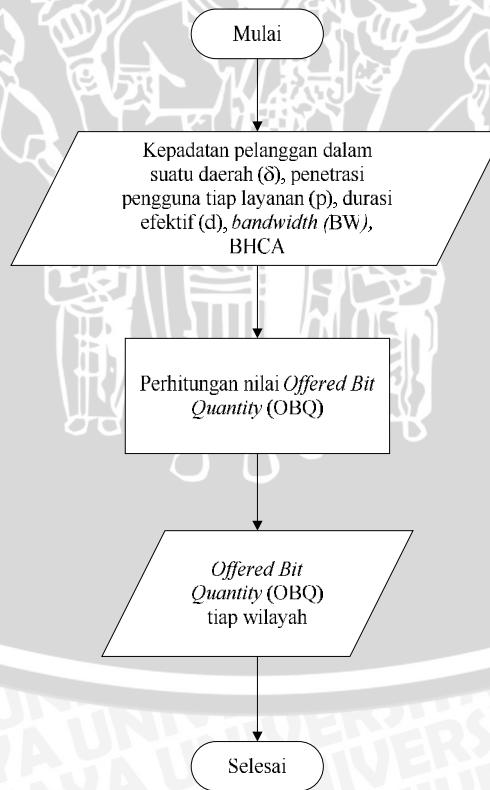 Mulai
Kepadatan pelanggan dalam
suatu daerah (δ), penetrasi
pengguna tiap layanan (p), durasi
efektif (d), bandwidth (BW),
BHCA
Perhitungan nilai Offered Bit
Quantity (OBQ)
Offered Bit
Quantity (OBQ)
tiap wilayah
Selesai